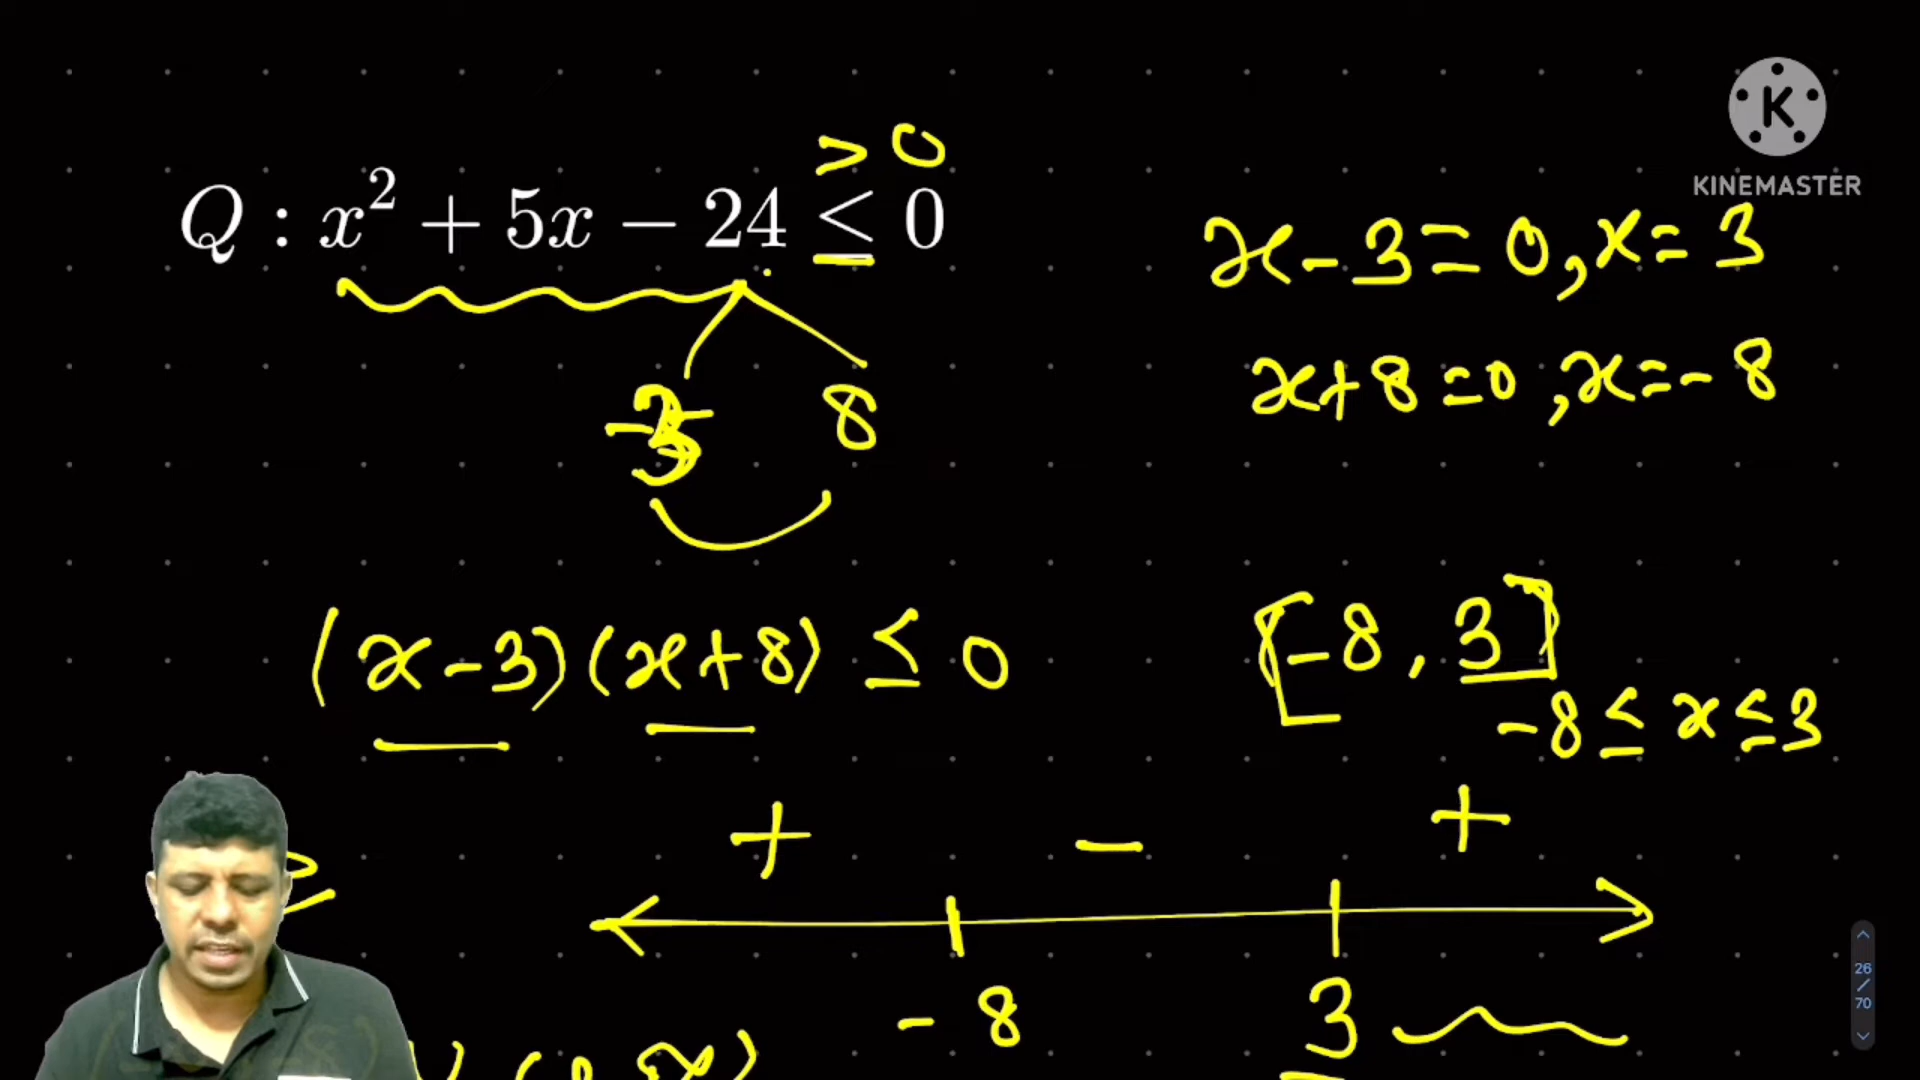 > 0
Q : x² + 5x − 24 ≤ 0
KINEMASTER
x - 3 = 0, x = 3
x + 8 = 0, x = - 8
-3 8
(x - 3)(x + 8) ≤ 0
[-8, 3]
-8 ≤ x ≤ 3
+ - +
- 8 3
26
/
70